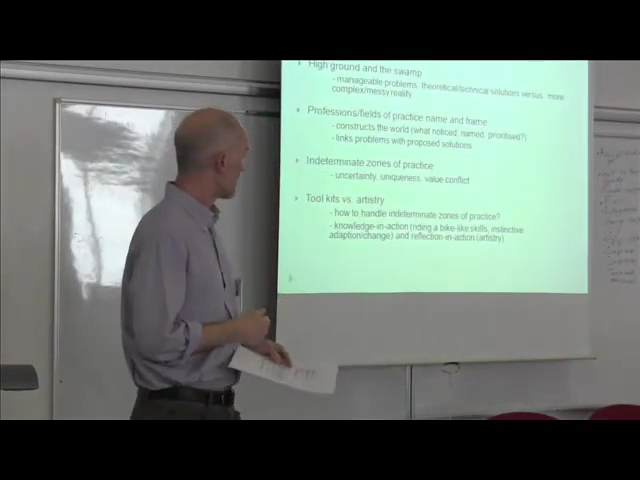 High ground and the swamp
- manageable problems, theoretical/technical solutions versus more
complex/messy reality
Professions/fields of practice name and frame
- constructs the world (what noticed, named, prioritised?)
- links problems with proposed solutions
Indeterminate zones of practice
- uncertainty, uniqueness, value conflict
Tool kits vs. artistry
- how to handle indeterminate zones of practice?
- knowledge-in-action (riding a bike-like skills, instinctive
adaption/change) and reflection-in-action (artistry)